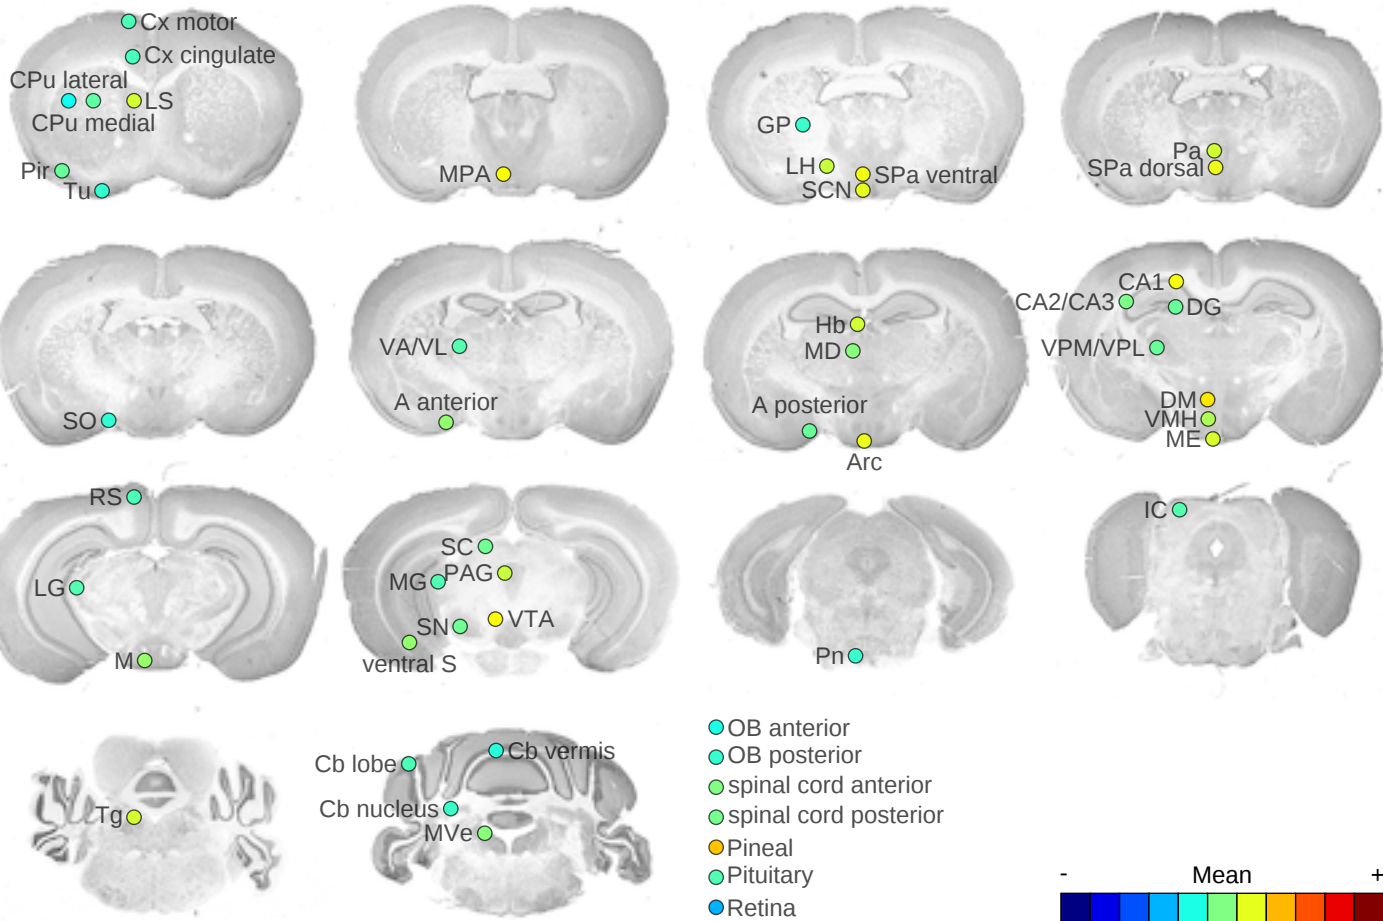 Cx motor
Cx cingulate
CPu lateral
LS
CPu medial
Pir
Tu
MPA
GP
LH
SPa ventral
SCN
Pa
SPa dorsal
SO
VA/VL
A anterior
Hb
MD
A posterior
Arc
CA1
CA2/CA3
DG
VPM/VPL
DM
VMH
ME
RS
LG
M
SC
MG
PAG
SN
VTA
ventral S
Pn
IC
Tg
Cb lobe
Cb vermis
Cb nucleus
MVe
OB anterior
OB posterior
spinal cord anterior
spinal cord posterior
Pineal
Pituitary
Retina
- Mean +